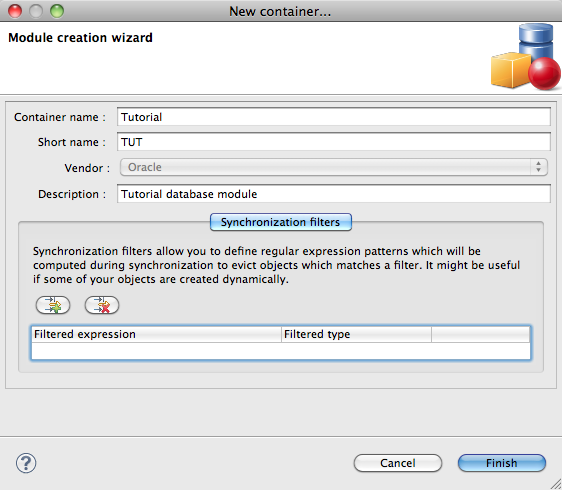 New container...
Module creation wizard
Container name : Tutorial
Short name : TUT
Vendor : Oracle
Description : Tutorial database module
Synchronization filters
Synchronization filters allow you to define regular expression patterns which will be
computed during synchronization to evict objects which matches a filter. It might be useful
if some of your objects are created dynamically.
Filtered expression Filtered type
? Cancel Finish